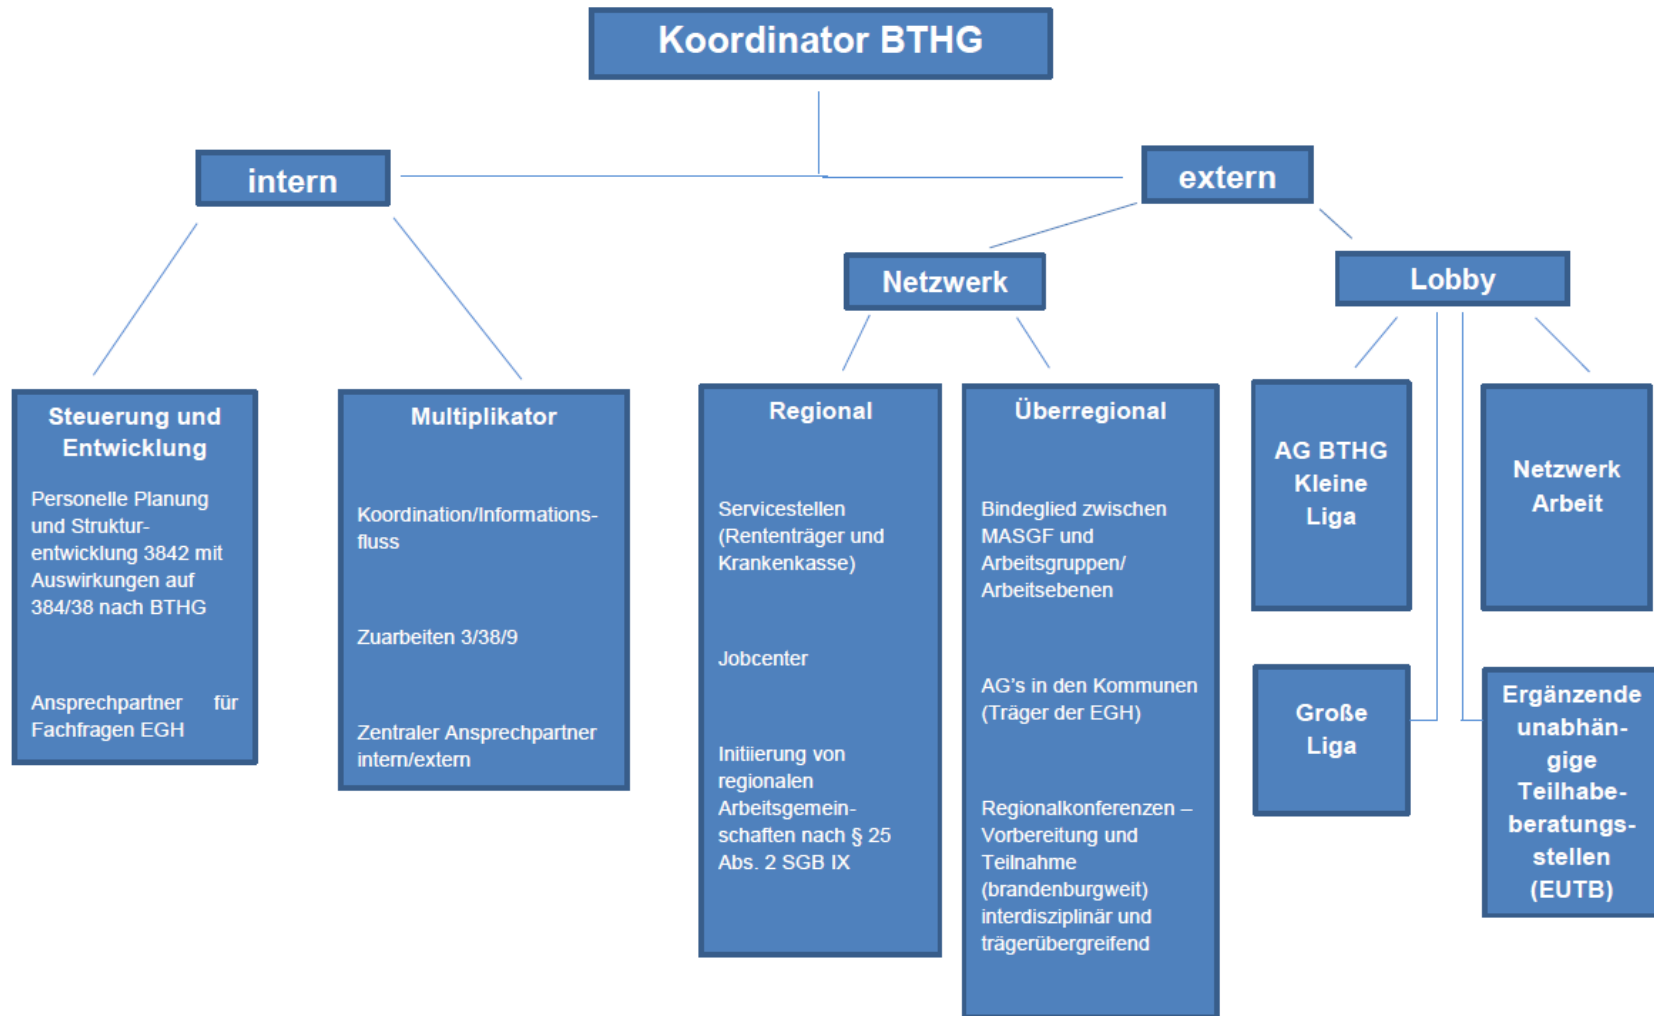 Koordinator BTHG
intern
extern
Netzwerk
Lobby
Steuerung und
Entwicklung
Personelle Planung
und Struktur-
entwicklung 3842 mit
Auswirkungen auf
384/38 nach BTHG
Ansprechpartner für
Fachfragen EGH
Multiplikator
Koordination/Informations-
fluss
Zuarbeiten 3/38/9
Zentraler Ansprechpartner
intern/extern
Regional
Servicestellen
(Rententräger und
Krankenkasse)
Jobcenter
Initiierung von
regionalen
Arbeitsgemein-
schaften nach § 25
Abs. 2 SGB IX
Überregional
Bindeglied zwischen
MASGF und
Arbeitsgruppen/
Arbeitsebenen
AG's in den Kommunen
(Träger der EGH)
Regionalkonferenzen –
Vorbereitung und
Teilnahme
(brandenburgweit)
interdisziplinär und
trägerübergreifend
AG BTHG
Kleine
Liga
Netzwerk
Arbeit
Große
Liga
Ergänzende
unabhän-
gige
Teilhabe-
beratungs-
stellen
(EUTB)